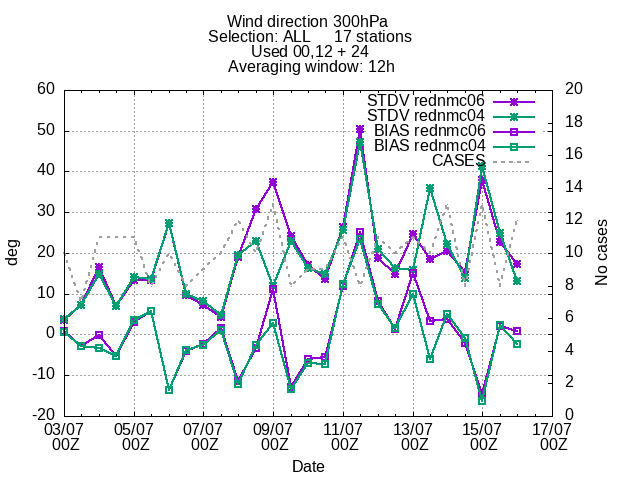 Wind direction 300hPa
Selection: ALL 17 stations
Used 00,12 + 24
Averaging window: 12h
60 20
50 18
40 16
30 14
20 12
10 10
0 8
-10 6
-20 4
2
0
STDV rednmc06
STDV rednmc04
BIAS rednmc06
BIAS rednmc04
CASES
deg
No cases
03/07 05/07 07/07 09/07 11/07 13/07 15/07 17/07
00Z 00Z 00Z 00Z 00Z 00Z 00Z 00Z
Date